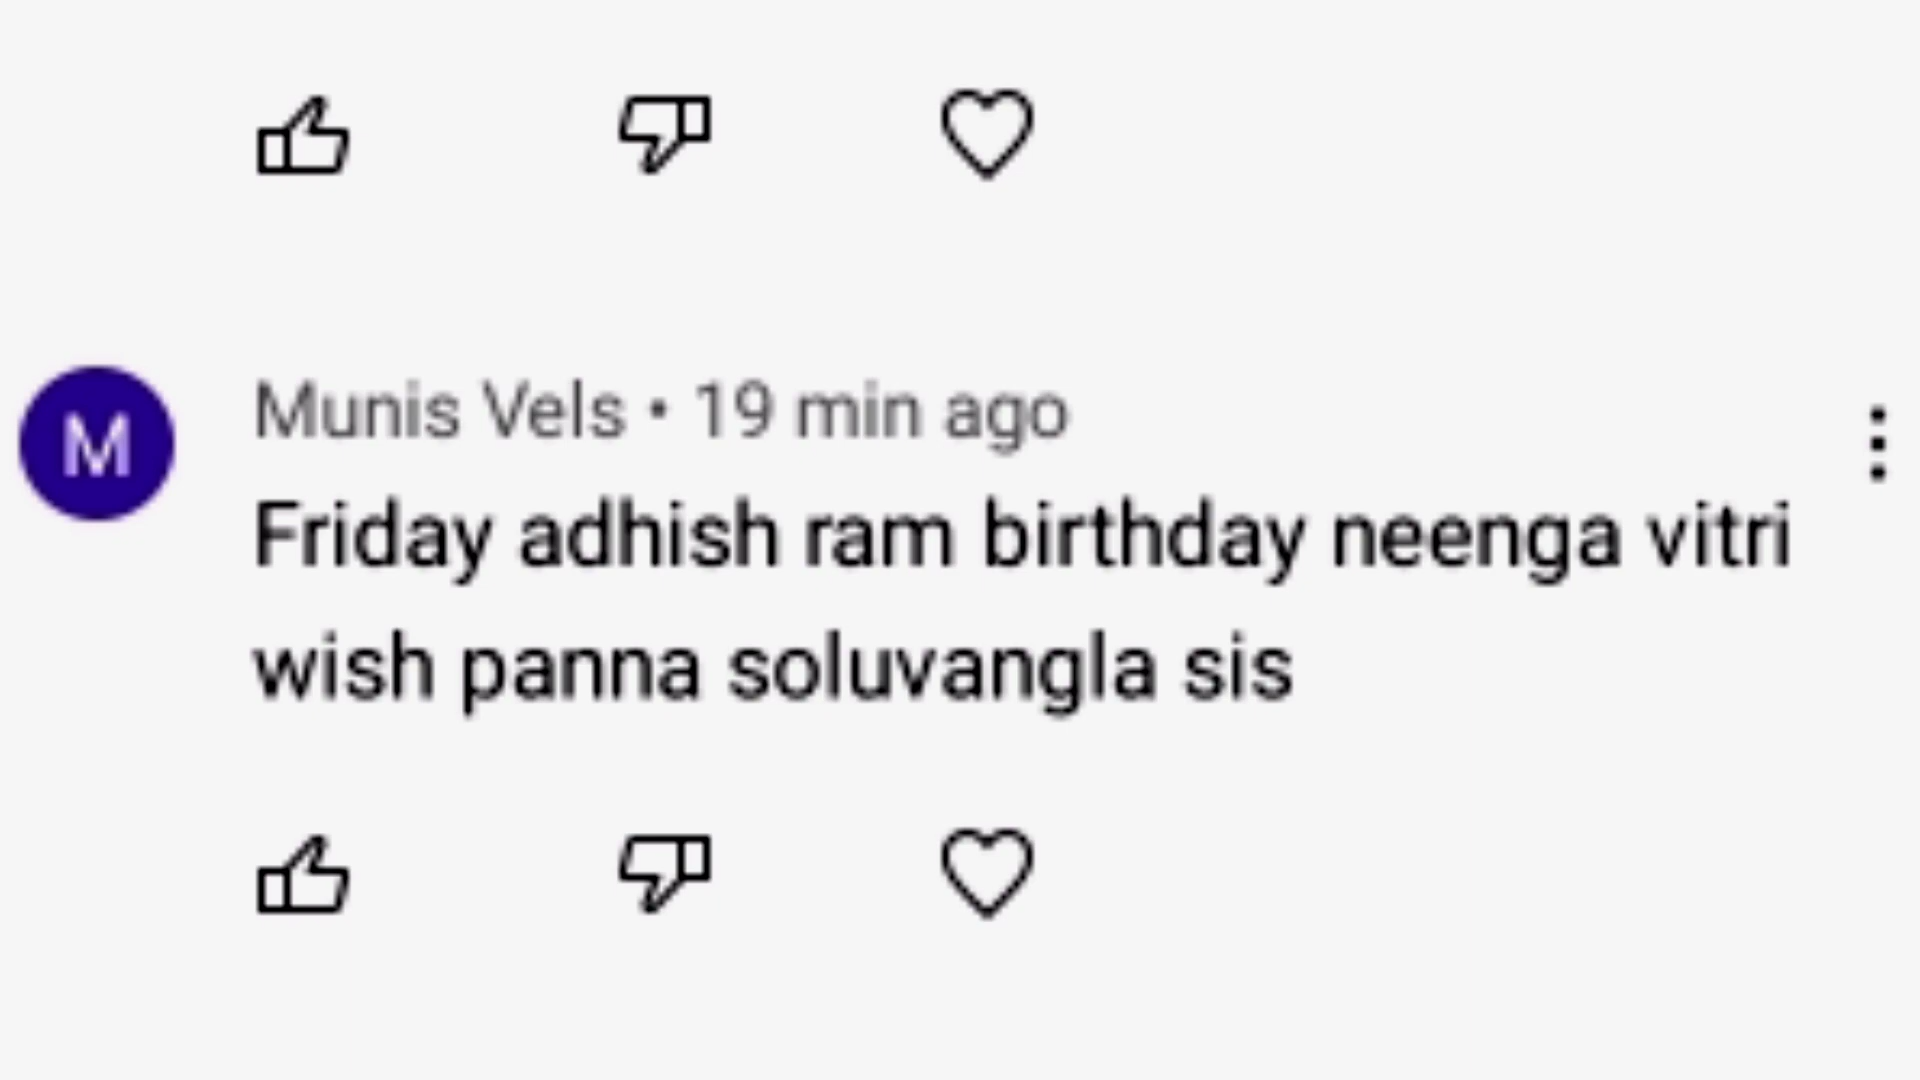 M
Munis Vels • 19 min ago
Friday adhish ram birthday neenga vitri
wish panna soluvangla sis